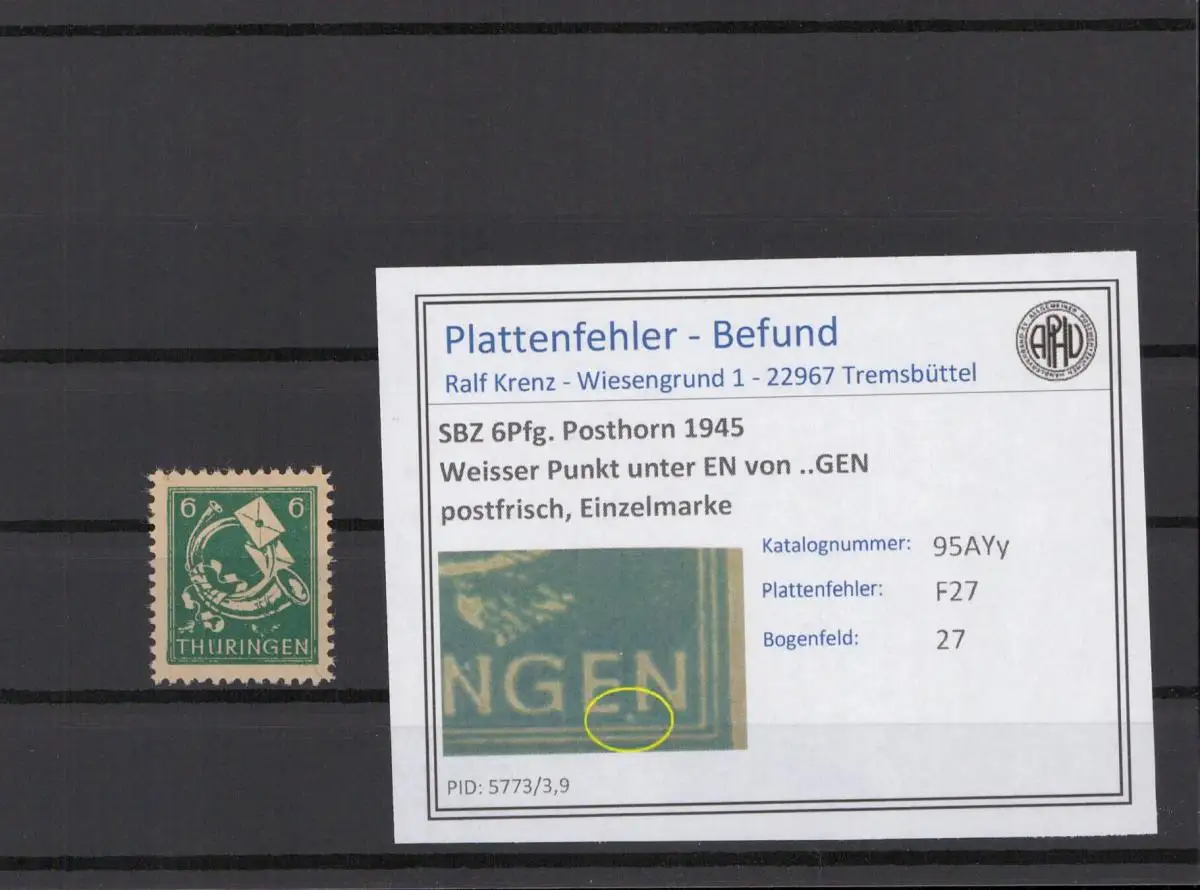 6 6
THÜRINGEN
Plattenfehler - Befund
Ralf Krenz - Wiesengrund 1 - 22967 Tremsbüttel
APHV
SBZ 6Pfg. Posthorn 1945
Weisser Punkt unter EN von ..GEN
postfrisch, Einzelmarke
NGEN
Katalognummer: 95AYy
Plattenfehler: F27
Bogenfeld: 27
PID: 5773/3,9